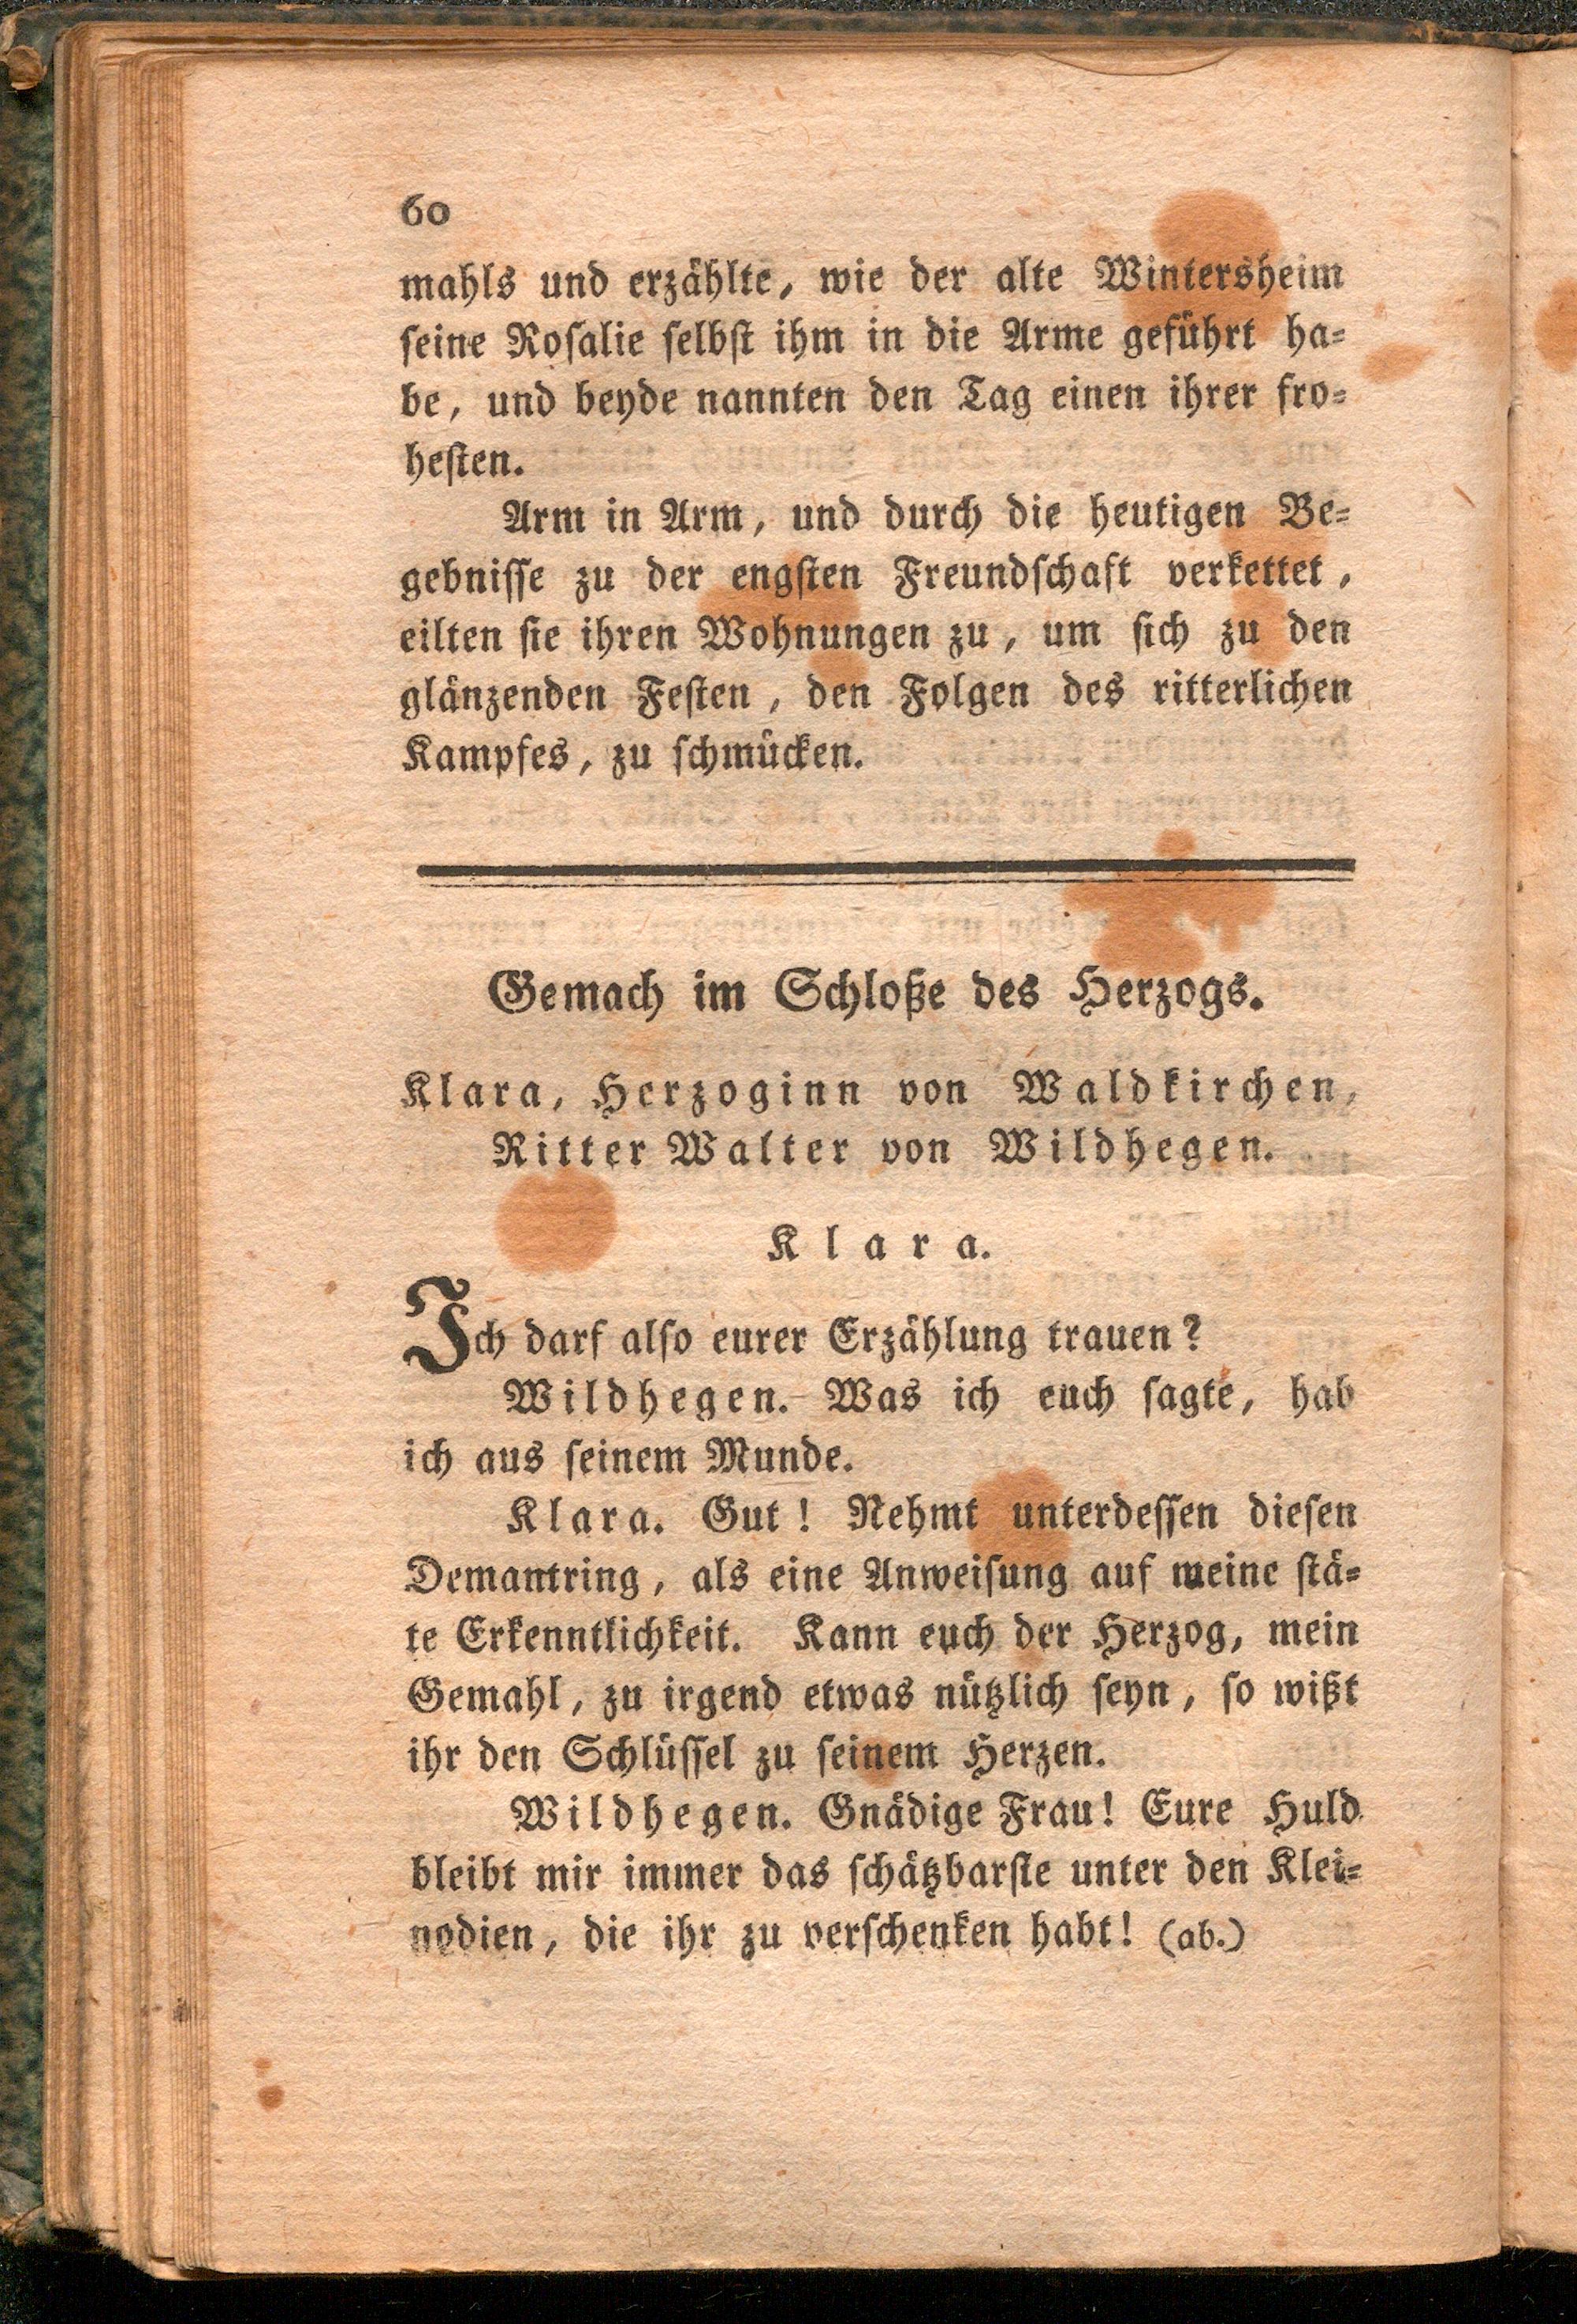 60
mahls und erzählte, wie der alte Wintersheim
ſeine Roſalie ſelbſt ihm in die Arme geführt ha⸗
be, und beyde nannten den Tag einen ihrer fro⸗
heſten.
Arm in Arm, und durch die heutigen Be⸗
gebniſſe zu der engſten Freundſchaft verkettet,
eilten ſie ihren Wohnungen zu, um ſich zu den
glänzenden Feſten, den Folgen des ritterlichen
Kampfes, zu ſchmücken.
Gemach im Schloße des Herzogs.
Klara, Herzoginn von Waldkirchen,
Ritter Walter von Wildhegen.
Klara.
Ich darf alſo eurer Erzählung trauen?
Wildhegen. Was ich euch ſagte, hab
ich aus ſeinem Munde.
Klara. Gut! Nehmt unterdeſſen dieſen
Demantring, als eine Anweiſung auf meine ſtä⸗
te Erkenntlichkeit. Kann euch der Herzog, mein
Gemahl, zu irgend etwas nützlich ſeyn, ſo wißt
ihr den Schlüſſel zu ſeinem Herzen.
Wildhegen. Gnädige Frau! Eure Huld
bleibt mir immer das ſchätzbarſte unter den Klei⸗
nodien, die ihr zu verſchenken habt! (ab.)